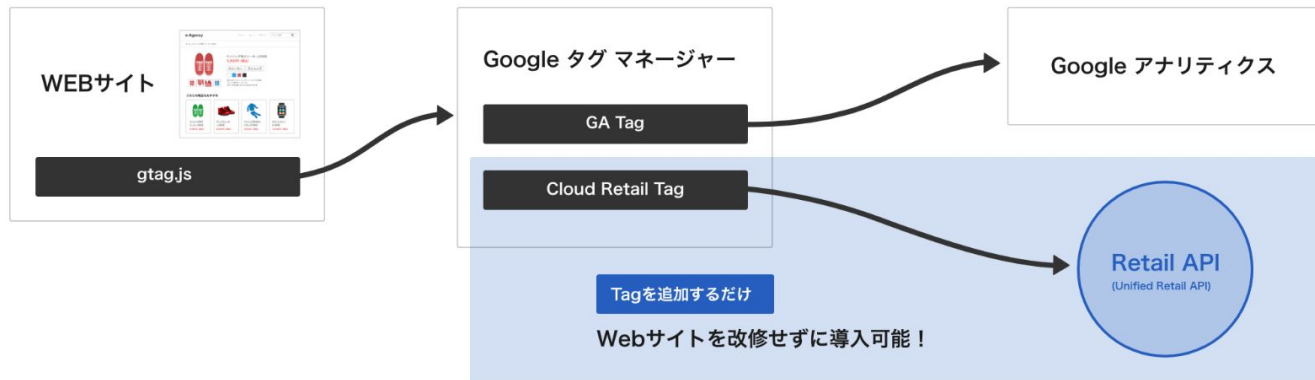 WEBサイト
gtag.js
Google タグ マネージャー
GA Tag
Cloud Retail Tag
Google アナリティクス
Retail API
(Unified Retail API)
Tagを追加するだけ
Webサイトを改修せずに導入可能！